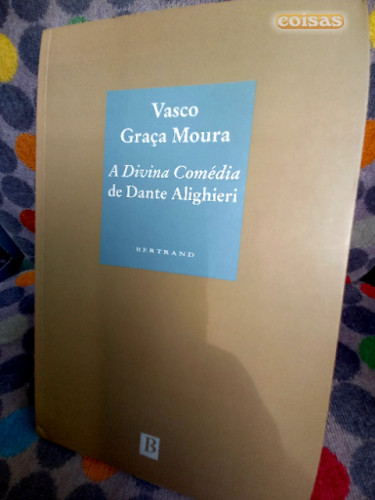 coisas
Vasco
Graça Moura
A Divina Comédia
de Dante Alighieri
BERTRAND
B